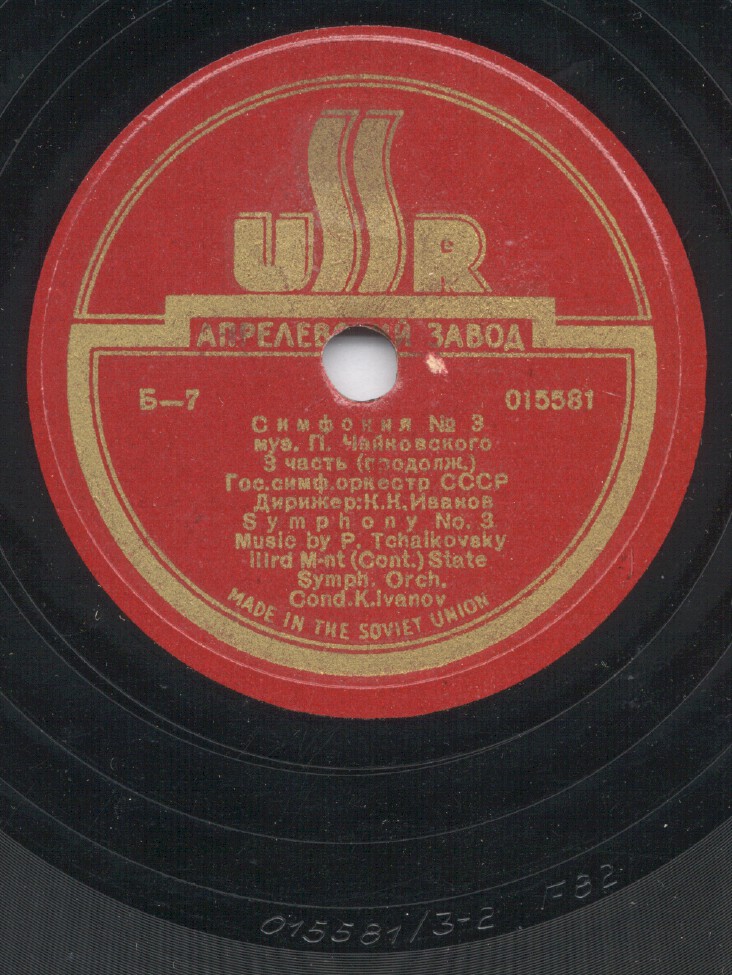 USSR
АПРЕЛЕВСКИЙ ЗАВОД
Б—7 015581
Симфония № 3
муз. П. Чайковского
3 часть (продолж.)
Гос.симф.оркестр СССР
Дирижер:К.К.Иванов
Symphony No. 3
Music by P. Tchaikovsky
IIIrd M-nt (Cont.) State
Symph. Orch.
Cond.K.Ivanov
MADE IN THE SOVIET UNION
015581/3-2 F82